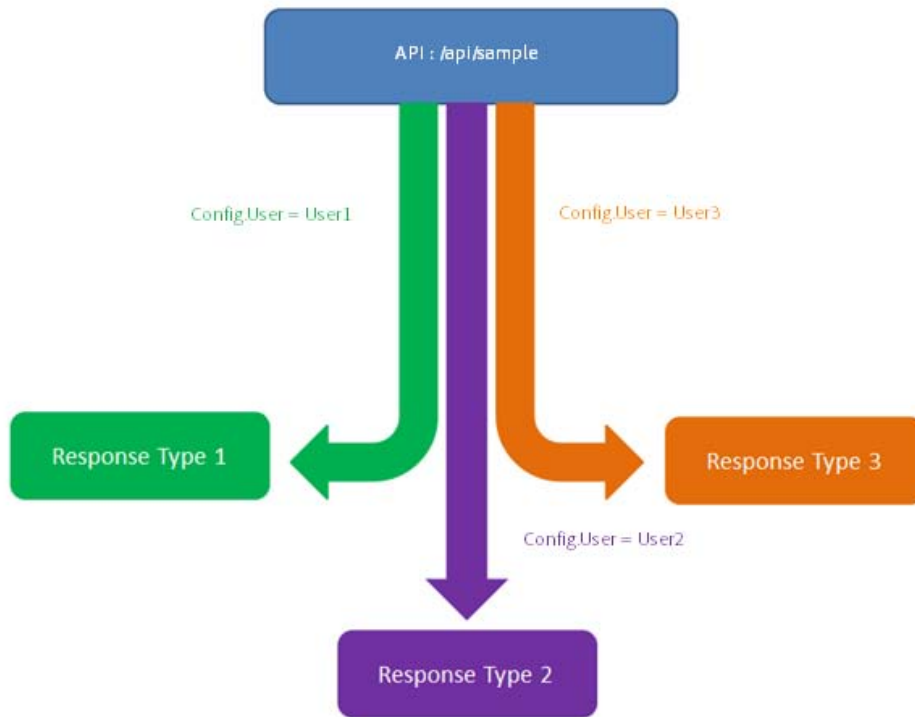 API : /api/sample
Config.User = User1
Config.User = User3
Response Type 1
Response Type 3
Config.User = User2
Response Type 2